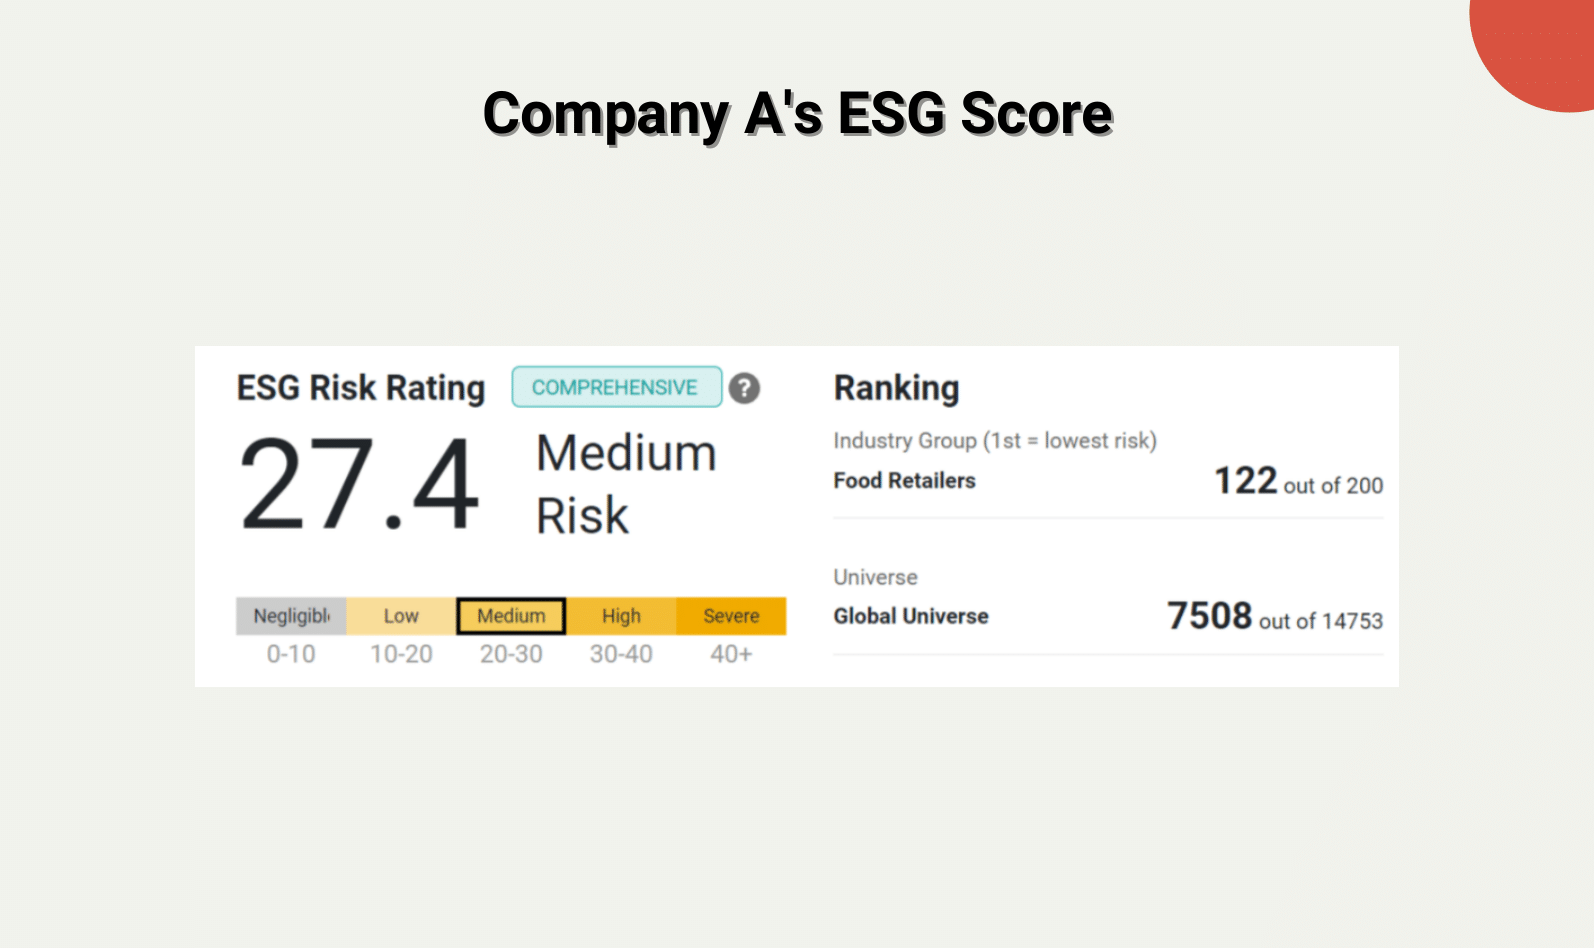 Company A's ESG Score
ESG Risk Rating COMPREHENSIVE ?
27.4 Medium
Risk
Negligibl Low Medium High Severe
0-10 10-20 20-30 30-40 40+
Ranking
Industry Group (1st = lowest risk)
Food Retailers 122 out of 200
Universe
Global Universe 7508 out of 14753